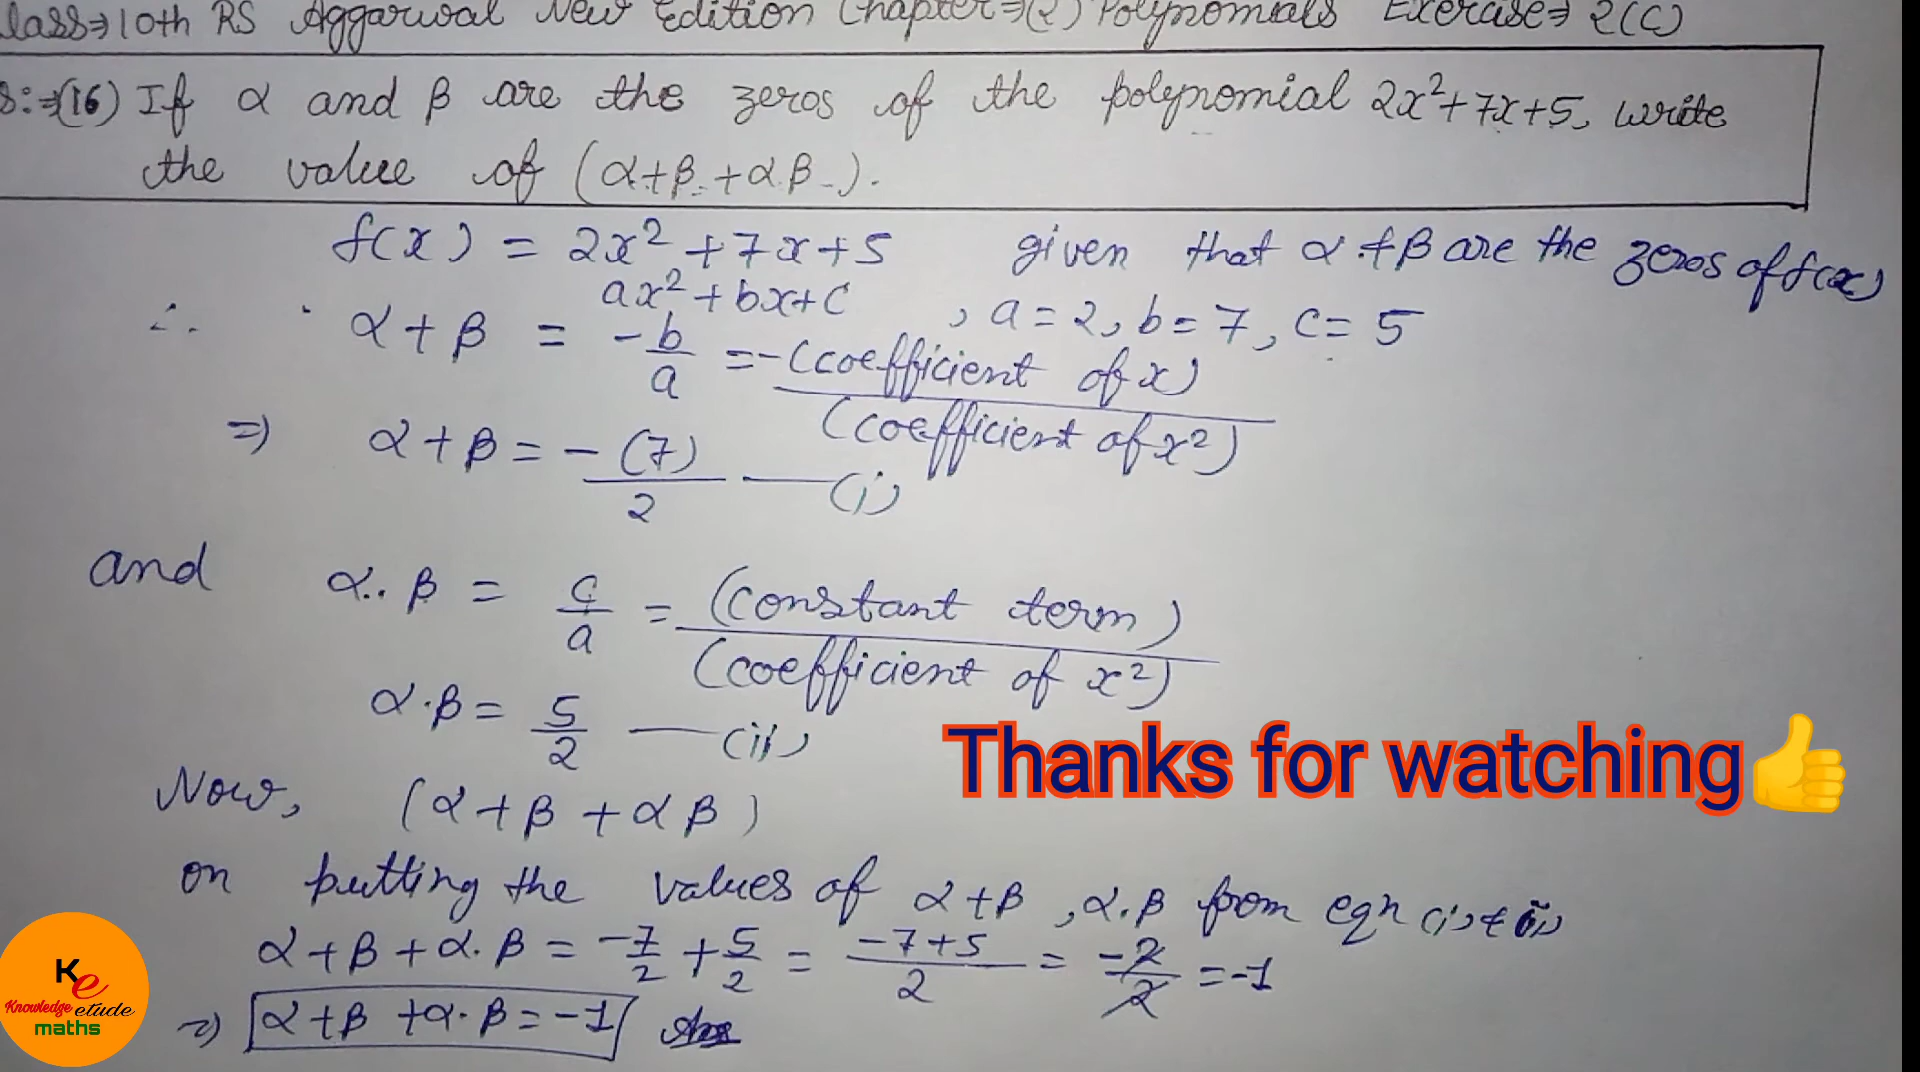 Class⇒10th RS Aggarwal New Edition Chapter⇒(2) Polynomials Exercise⇒2(C)
8:⇒(16) If α and β are the zeros of the polynomial 2x²+7x+5, write
the value of (α+β+αβ).
f(x) = 2x²+7x+5 given that α & β are the zeros of f(x)
ax²+bx+c , a=2, b=7, c=5
∴ α+β = -b/a = -(coefficient of x)/(coefficient of x²)
⇒ α+β = -(7)/2 —(i)
and α.β = c/a = (constant term)/(coefficient of x²)
α.β = 5/2 —(ii)
Thanks for watching👍
Now, (α+β+αβ)
on putting the values of α+β, α.β from eqn (i) & (ii)
α+β+α.β = -7/2 + 5/2 = -7+5/2 = -2/2 = -1
⇒ α+β+α.β = -1 Ans
Ke
Knowledge etude
maths